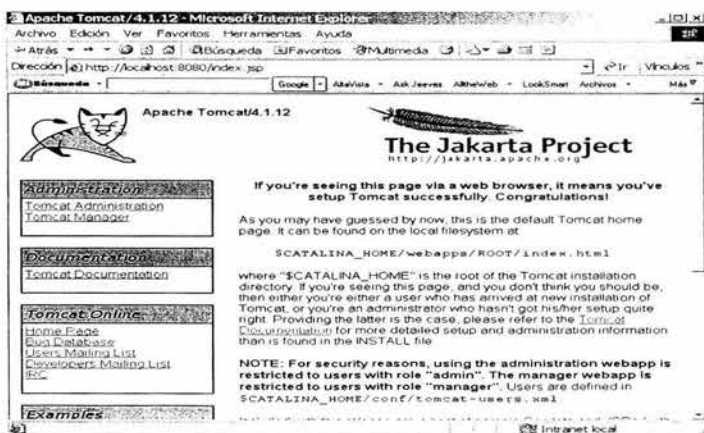 Apache Tomcat/4.1.12 - Microsoft Internet Explorer
Archivo Edición Ver Favoritos Herramientas Ayuda
Atrás Búsqueda Favoritos Multimedia
Dirección http://localhost:8080/index.jsp Ir Vínculos »
Búsqueda Google AltaVista Ask Jeeves AlltheWeb LookSmart Archivos Más
Apache Tomcat/4.1.12
The Jakarta Project
http://jakarta.apache.org
Administration
Tomcat Administration
Tomcat Manager
Documentation
Tomcat Documentation
Tomcat Online
Home Page
Bug Database
Users Mailing List
Developers Mailing List
IRC
Examples
If you're seeing this page via a web browser, it means you've
setup Tomcat successfully. Congratulations!
As you may have guessed by now, this is the default Tomcat home
page. It can be found on the local filesystem at
$CATALINA_HOME/webapps/ROOT/index.html
where "$CATALINA_HOME" is the root of the Tomcat installation
directory. If you're seeing this page, and you don't think you should be,
then either you're either a user who has arrived at new installation of
Tomcat, or you're an administrator who hasn't got his/her setup quite
right. Providing the latter is the case, please refer to the Tomcat
Documentation for more detailed setup and administration information
than is found in the INSTALL file
NOTE: For security reasons, using the administration webapp is
restricted to users with role "admin". The manager webapp is
restricted to users with role "manager". Users are defined in
$CATALINA_HOME/conf/tomcat-users.xml
Intranet local